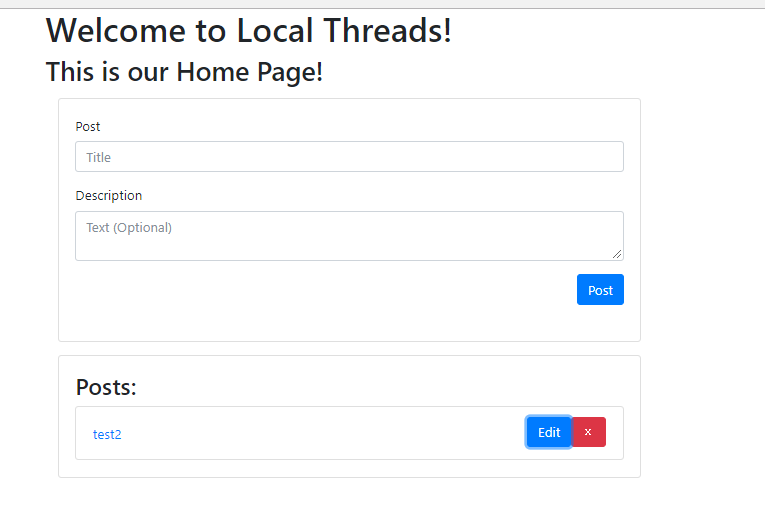 Welcome to Local Threads!
This is our Home Page!
Post
Title
Description
Text (Optional)
Post
Posts:
test2 Edit x